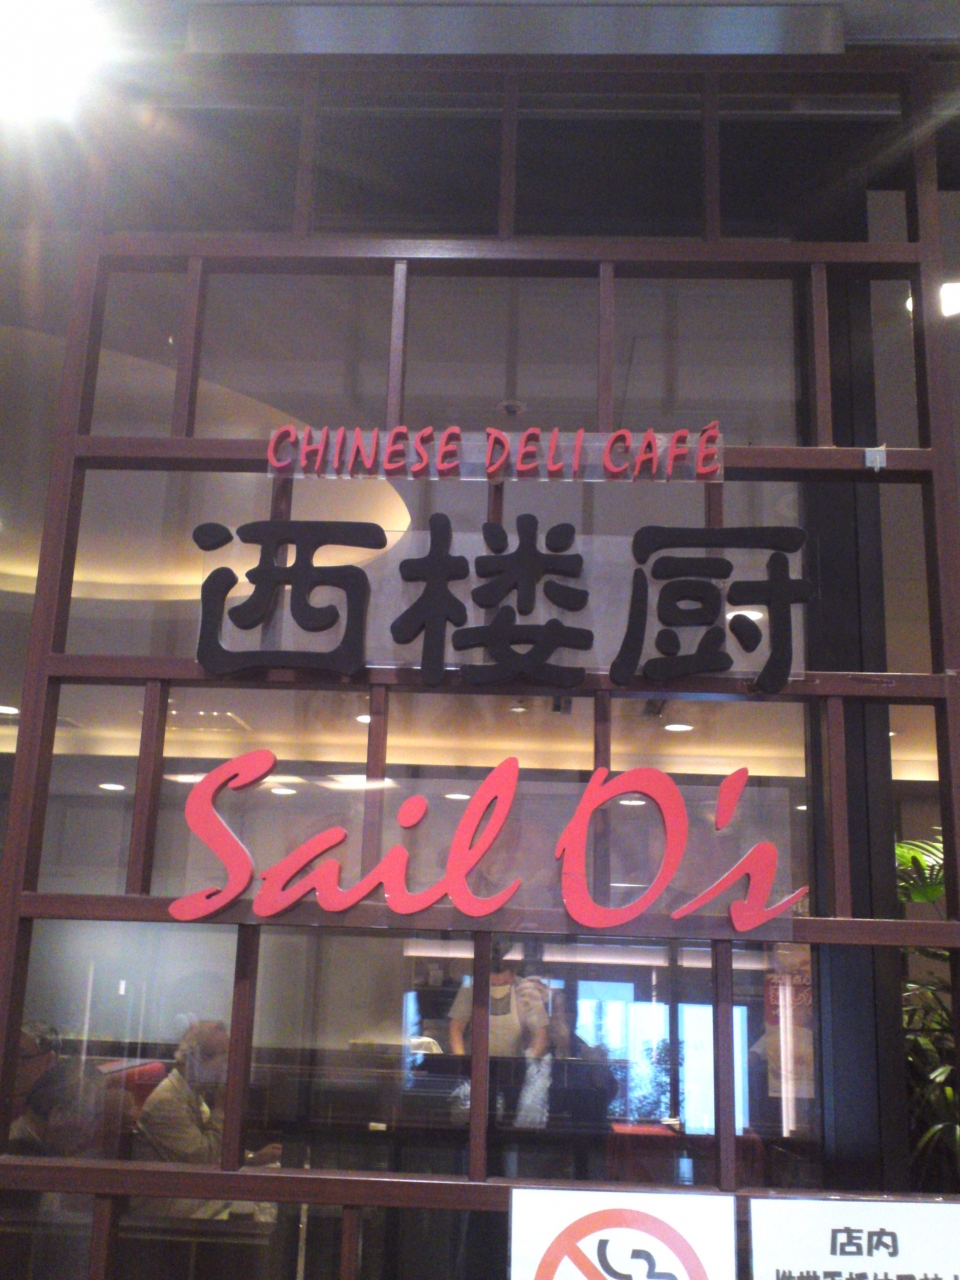 CHINESE DELI CAFÉ
西楼厨
Sail O's
店内